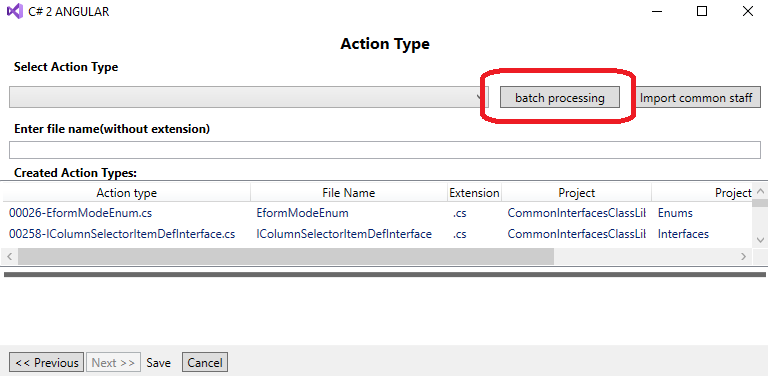 C# 2 ANGULAR
Action Type
Select Action Type
batch processing
Import common staff
Enter file name(without extension)
Created Action Types:
Action type File Name Extension Project Project
00026-EformModeEnum.cs EformModeEnum .cs CommonInterfacesClassLib Enums
00258-IColumnSelectorItemDefInterface.cs IColumnSelectorItemDefInterface .cs CommonInterfacesClassLib Interfaces
<< Previous Next >> Save Cancel